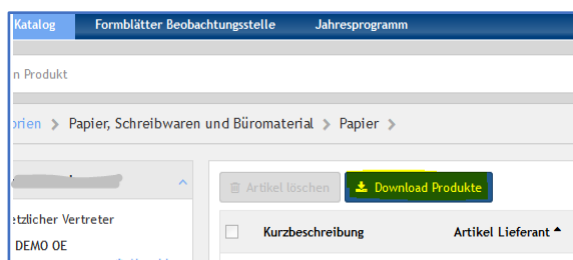 Katalog Formblätter Beobachtungsstelle Jahresprogramm
n Produkt
orien > Papier, Schreibwaren und Büromaterial > Papier >
Artikel löschen Download Produkte
etzlicher Vertreter
Kurzbeschreibung Artikel Lieferant
DEMO OE